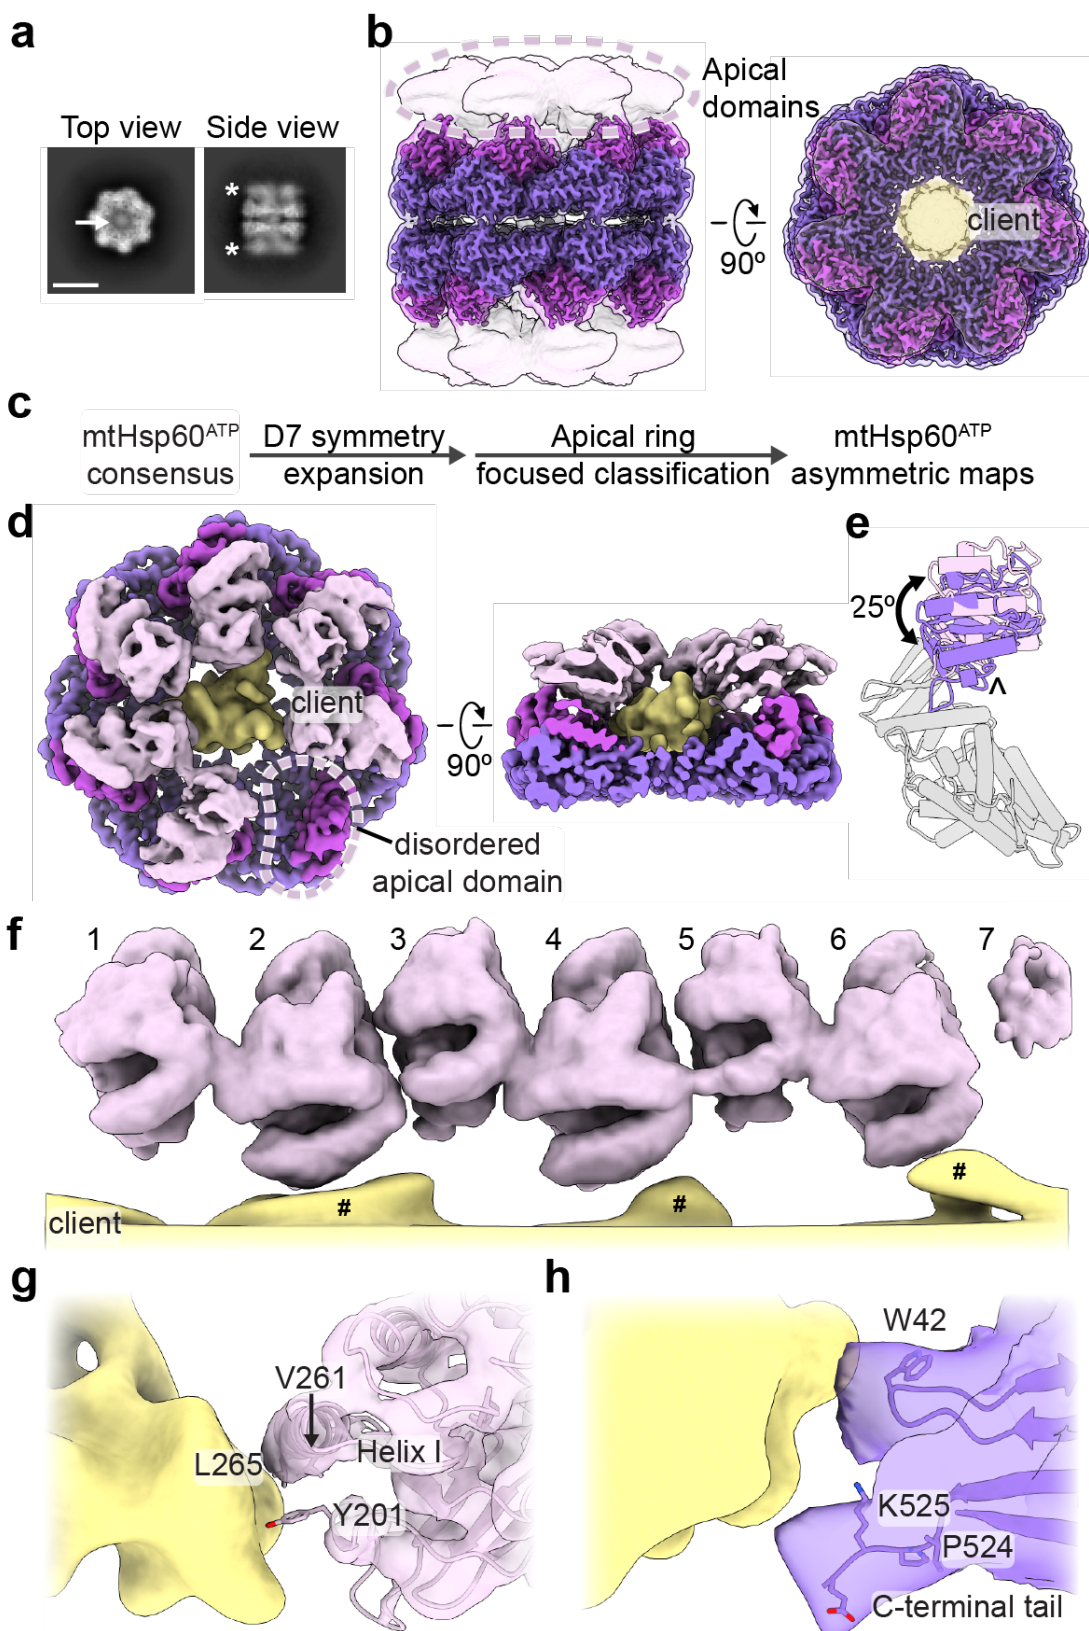 a
Top view
Side view
*
*
b
Apical
domains
90º
client
c
mtHsp60ATP
consensus
D7 symmetry
expansion
Apical ring
focused classification
mtHsp60ATP
asymmetric maps
d
client
90º
disordered
apical domain
e
25º
^
f
1 2 3 4 5 6 7
client
# # #
g
V261
L265
Helix I
Y201
h
W42
K525
P524
C-terminal tail